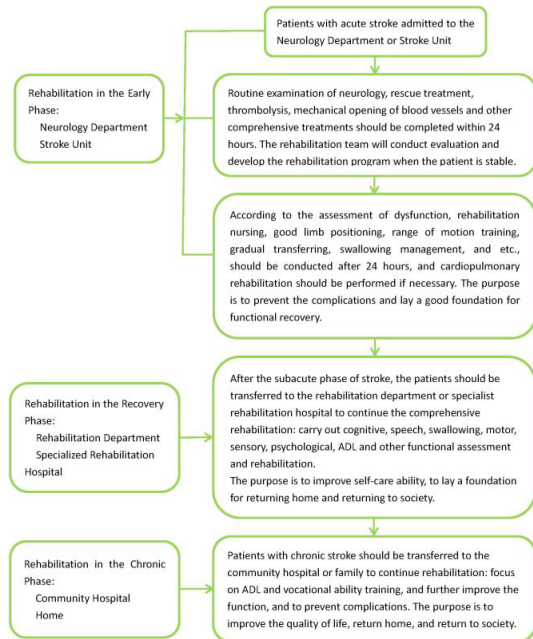 Patients with acute stroke admitted to the
Neurology Department or Stroke Unit
Rehabilitation in the Early
Phase:
Neurology Department
Stroke Unit
Routine examination of neurology, rescue treatment,
thrombolysis, mechanical opening of blood vessels and other
comprehensive treatments should be completed within 24
hours. The rehabilitation team will conduct evaluation and
develop the rehabilitation program when the patient is stable.
According to the assessment of dysfunction, rehabilitation
nursing, good limb positioning, range of motion training,
gradual transferring, swallowing management, and etc.,
should be conducted after 24 hours, and cardiopulmonary
rehabilitation should be performed if necessary. The purpose
is to prevent the complications and lay a good foundation for
functional recovery.
Rehabilitation in the Recovery
Phase:
Rehabilitation Department
Specialized Rehabilitation
Hospital
After the subacute phase of stroke, the patients should be
transferred to the rehabilitation department or specialist
rehabilitation hospital to continue the comprehensive
rehabilitation: carry out cognitive, speech, swallowing, motor,
sensory, psychological, ADL and other functional assessment
and rehabilitation.
The purpose is to improve self-care ability, to lay a foundation
for returning home and returning to society.
Rehabilitation in the Chronic
Phase:
Community Hospital
Home
Patients with chronic stroke should be transferred to the
community hospital or family to continue rehabilitation: focus
on ADL and vocational ability training, and further improve the
function, and to prevent complications. The purpose is to
improve the quality of life, return home, and return to society.